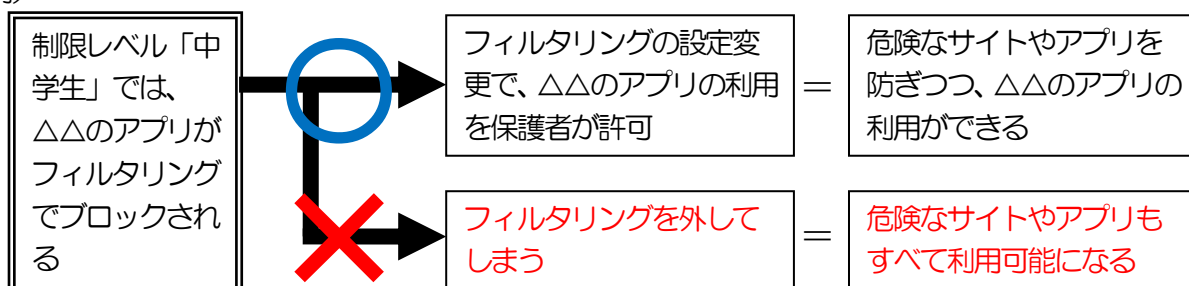 制限レベル「中
学生」では、
△△のアプリが
フィルタリング
でブロックされ
る
フィルタリングの設定変
更で、△△のアプリの利用
を保護者が許可
＝
危険なサイトやアプリを
防ぎつつ、△△のアプリの
利用ができる
フィルタリングを外して
しまう
＝
危険なサイトやアプリも
すべて利用可能になる